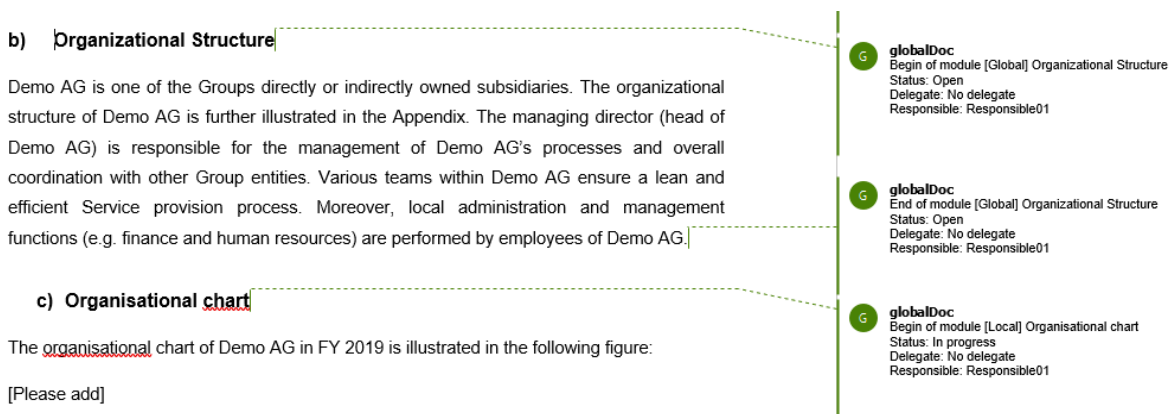 b) Organizational Structure
Demo AG is one of the Groups directly or indirectly owned subsidiaries. The organizational
structure of Demo AG is further illustrated in the Appendix. The managing director (head of
Demo AG) is responsible for the management of Demo AG's processes and overall
coordination with other Group entities. Various teams within Demo AG ensure a lean and
efficient Service provision process. Moreover, local administration and management
functions (e.g. finance and human resources) are performed by employees of Demo AG.
c) Organisational chart
The organisational chart of Demo AG in FY 2019 is illustrated in the following figure:
[Please add]
G
globalDoc
Begin of module [Global] Organizational Structure
Status: Open
Delegate: No delegate
Responsible: Responsible01
G
globalDoc
End of module [Global] Organizational Structure
Status: Open
Delegate: No delegate
Responsible: Responsible01
G
globalDoc
Begin of module [Local] Organisational chart
Status: In progress
Delegate: No delegate
Responsible: Responsible01